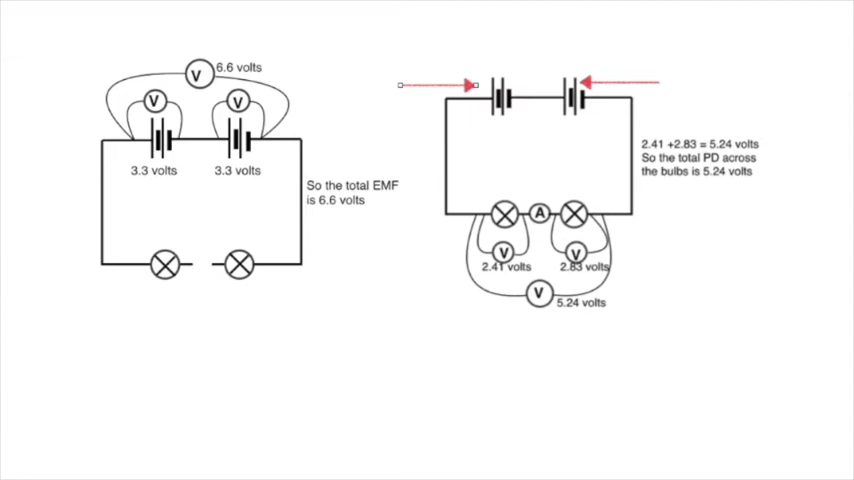 6.6 volts
V
V
V
3.3 volts
3.3 volts
So the total EMF
is 6.6 volts
2.41 +2.83 = 5.24 volts
So the total PD across
the bulbs is 5.24 volts
A
V
V
2.41 volts
2.83 volts
V
5.24 volts